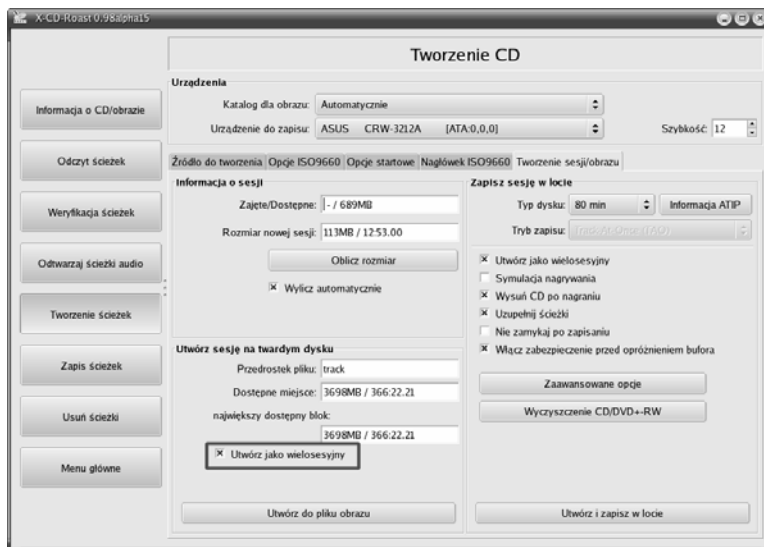 X-CD-Roast 0.98alpha15
Tworzenie CD
Informacja o CD/obrazie
Odczyt ścieżek
Weryfikacja ścieżek
Odtwarzaj ścieżki audio
Tworzenie ścieżek
Zapis ścieżek
Usuń ścieżki
Menu główne
Urządzenia
Katalog dla obrazu: Automatycznie
Urządzenie do zapisu: ASUS CRW-3212A [ATA:0,0,0] Szybkość: 12
Źródło do tworzenia Opcje ISO9660 Opcje startowe Nagłówek ISO9660 Tworzenie sesji/obrazu
Informacja o sesji
Zajęte/Dostępne: - / 689MB
Rozmiar nowej sesji: 113MB / 12:53.00
Oblicz rozmiar
Wylicz automatycznie
Utwórz sesję na twardym dysku
Przedrostek pliku: track
Dostępne miejsce: 3698MB / 366:22.21
największy dostępny blok:
3698MB / 366:22.21
Utwórz jako wielosesyjny
Utwórz do pliku obrazu
Zapisz sesję w locie
Typ dysku: 80 min Informacja ATIP
Tryb zapisu: Track-At-Once (TAO)
Utwórz jako wielosesyjny
Symulacja nagrywania
Wysuń CD po nagraniu
Uzupełnij ścieżki
Nie zamykaj po zapisaniu
Włącz zabezpieczenie przed opróżnieniem bufora
Zaawansowane opcje
Wyczyszczenie CD/DVD+-RW
Utwórz i zapisz w locie